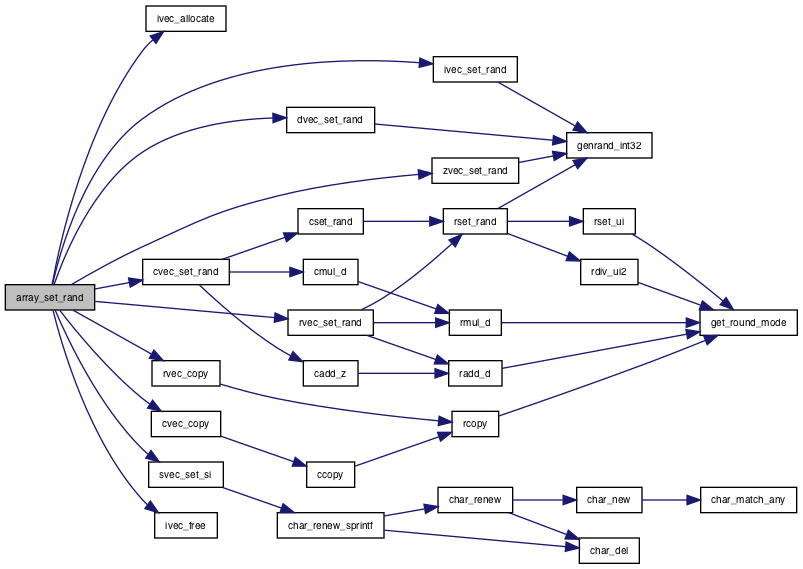 ivec_allocate
ivec_set_rand
dvec_set_rand
genrand_int32
zvec_set_rand
cset_rand
rset_rand
rset_ui
cvec_set_rand
cmul_d
rdiv_ui2
array_set_rand
rvec_set_rand
rmul_d
get_round_mode
rvec_copy
cadd_z
radd_d
cvec_copy
rcopy
svec_set_si
ccopy
char_renew
char_new
char_match_any
ivec_free
char_renew_sprintf
char_del